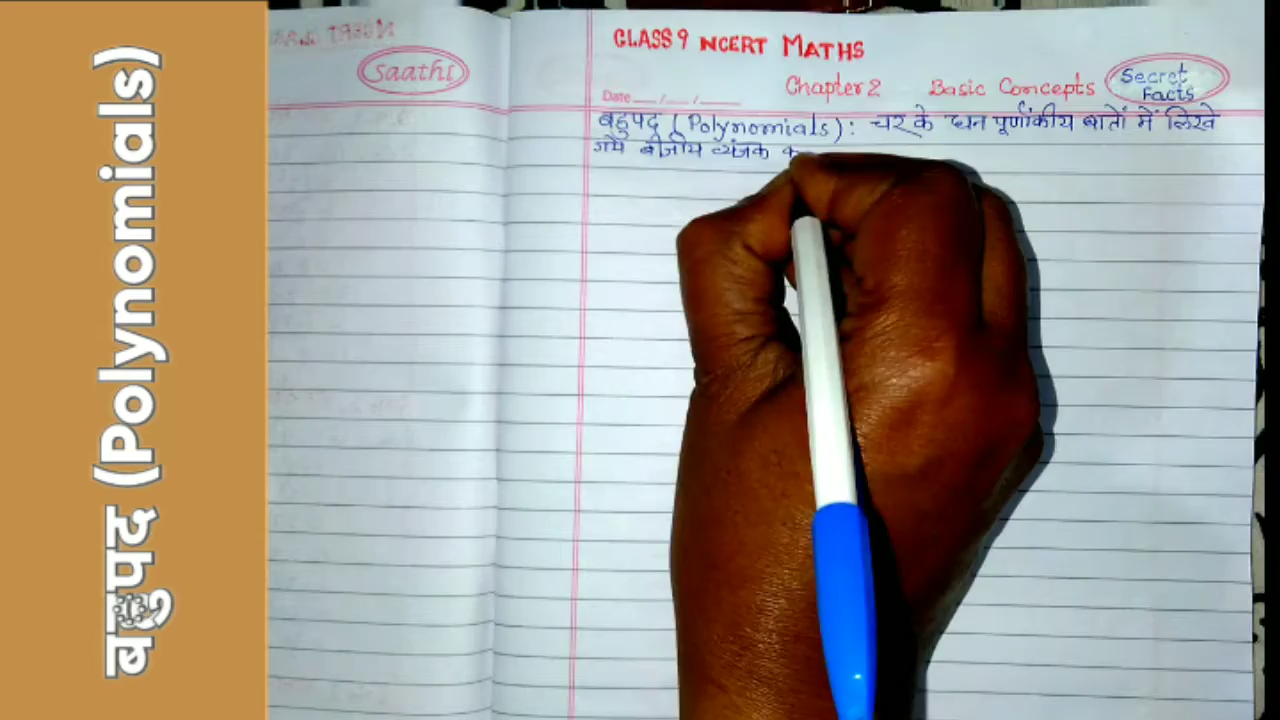 बहुपद (Polynomials)
Saathi
CLASS 9 NCERT MATHS
Chapter 2 Basic Concepts
Secret
Facts
Date
बहुपद (Polynomials): चर के धन पूर्णांकीय घातों में लिखे
गये बीजीय व्यंजक क